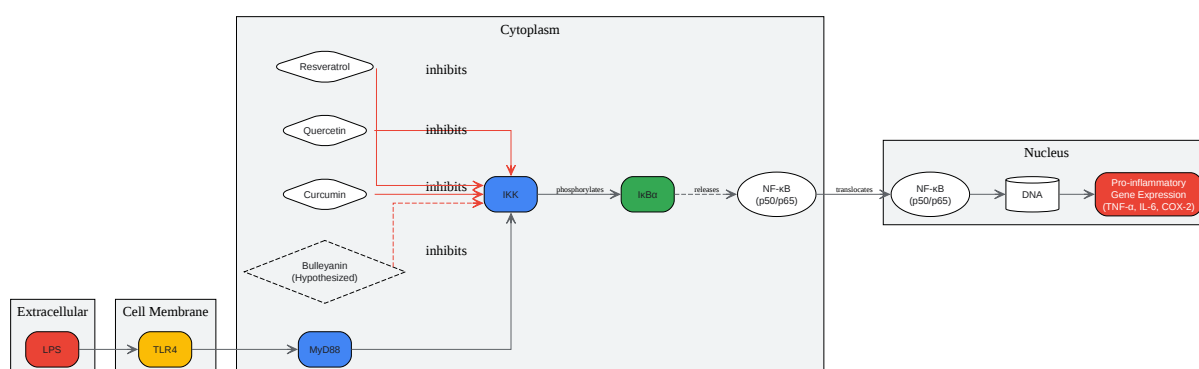 Cytoplasm
Resveratrol
inhibits
Quercetin
inhibits
Curcumin
inhibits
IKK
phosphorylates
IκBα
releases
NF-κB
(p50/p65)
translocates
Nucleus
NF-κB
(p50/p65)
DNA
Pro-inflammatory
Gene Expression
(TNF-α, IL-6, COX-2)
Bulleyanin
(Hypothesized)
inhibits
Extracellular
LPS
Cell Membrane
TLR4
MyD88